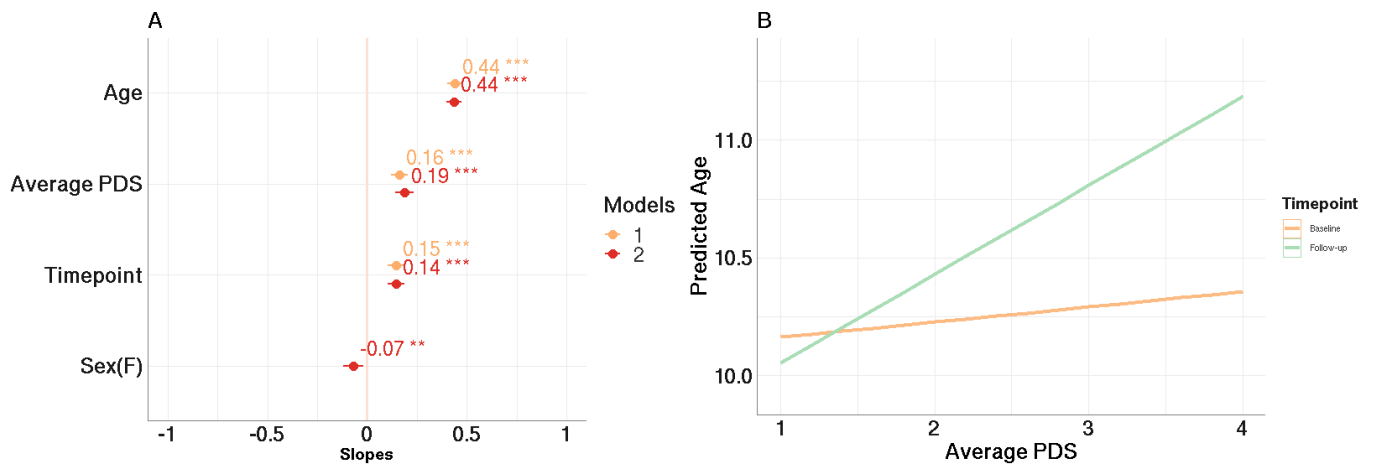 A
0.44 ***
0.44 ***
Age
0.16 ***
0.19 ***
Average PDS
0.15 ***
0.14 ***
Timepoint
-0.07 **
Sex(F)
-1 -0.5 0 0.5 1
Slopes
Models
1
2
B
11.0
10.5
10.0
Predicted Age
1 2 3 4
Average PDS
Timepoint
Baseline
Follow-up